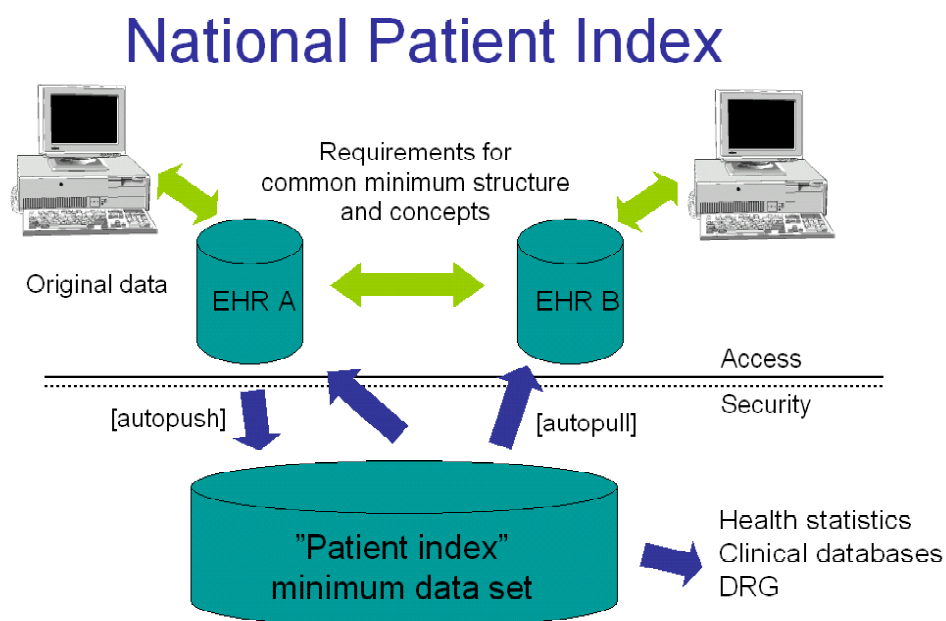 National Patient Index
Requirements for
common minimum structure
and concepts
Original data
EHR A
EHR B
Access
Security
[autopush]
[autopull]
”Patient index”
minimum data set
Health statistics
Clinical databases
DRG